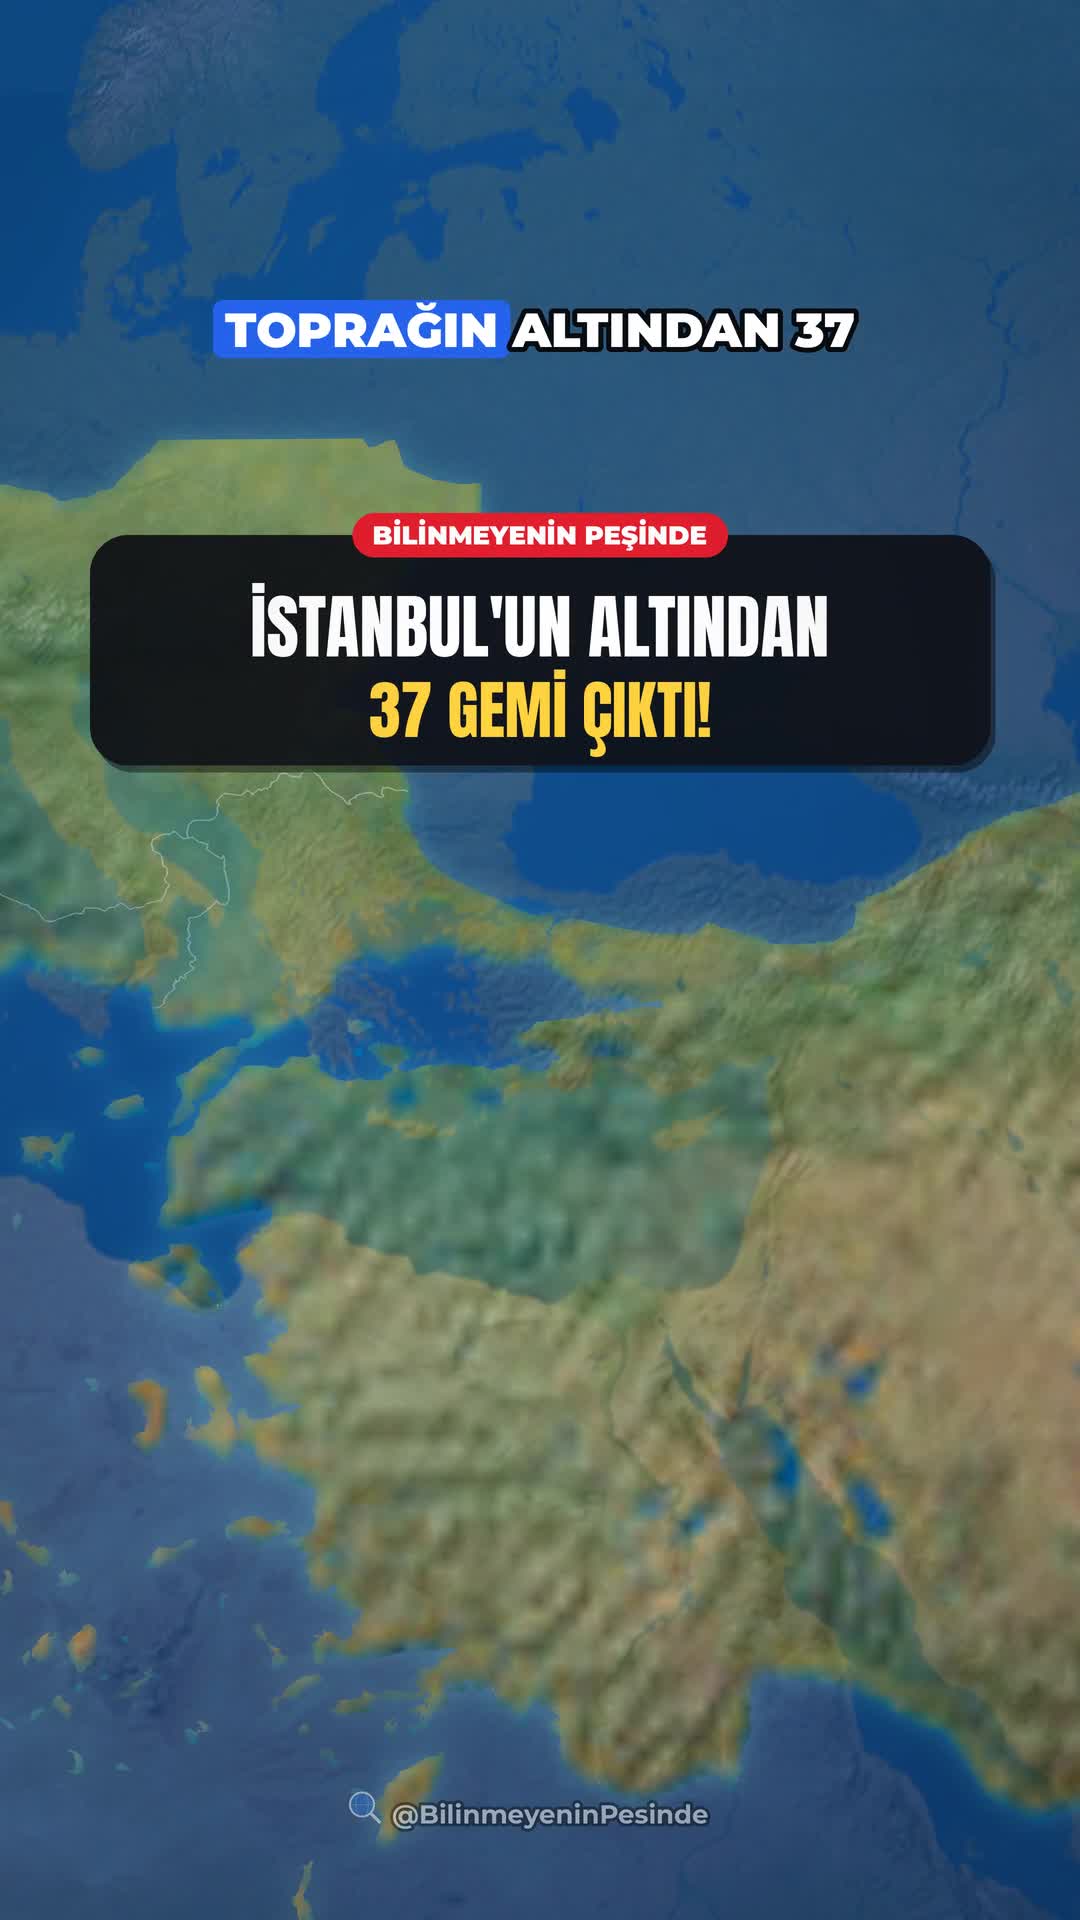 TOPRAĞIN ALTINDAN 37
BİLİNMEYENİN PEŞİNDE
İSTANBUL'UN ALTINDAN
37 GEMİ ÇIKTI!
@BilinmeyeninPesinde